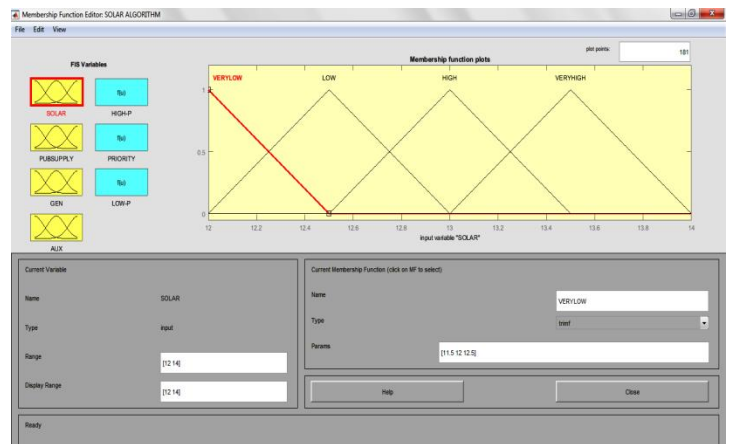 Membership Function Editor: SOLAR ALGORITHM
File Edit View
FIS Variables
Membership function plots
plot points:
181
f(u)
SOLAR
HIGH-P
f(u)
PUBSUPPLY
PRIORITY
f(u)
GEN
LOW-P
AUX
VERYLOW
LOW
HIGH
VERYHIGH
1
0.5
0
12 12.2 12.4 12.6 12.8 13 13.2 13.4 13.6 13.8 14
input variable "SOLAR"
Current Variable
Name SOLAR
Type input
Range [12 14]
Display Range [12 14]
Current Membership Function (click on MF to select)
Name VERYLOW
Type trimf
Params [11.5 12 12.5]
Help Close
Ready